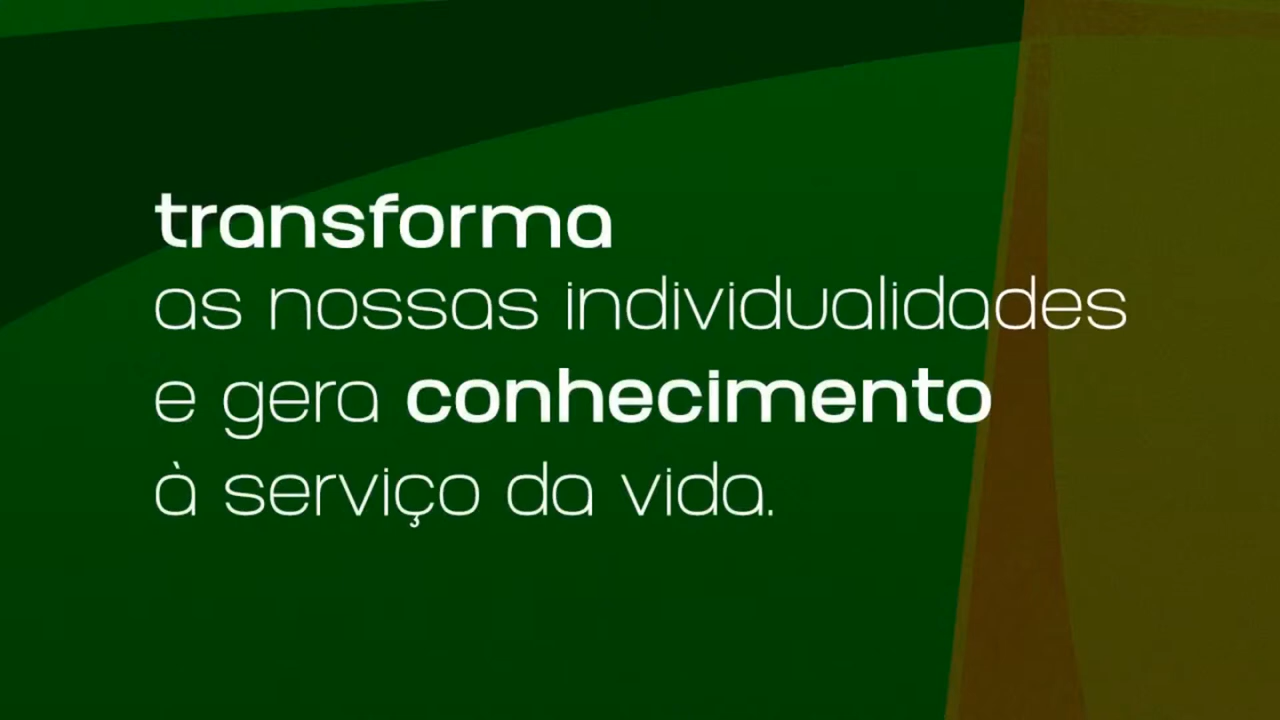 transforma
as nossas individualidades
e gera conhecimento
à serviço da vida.